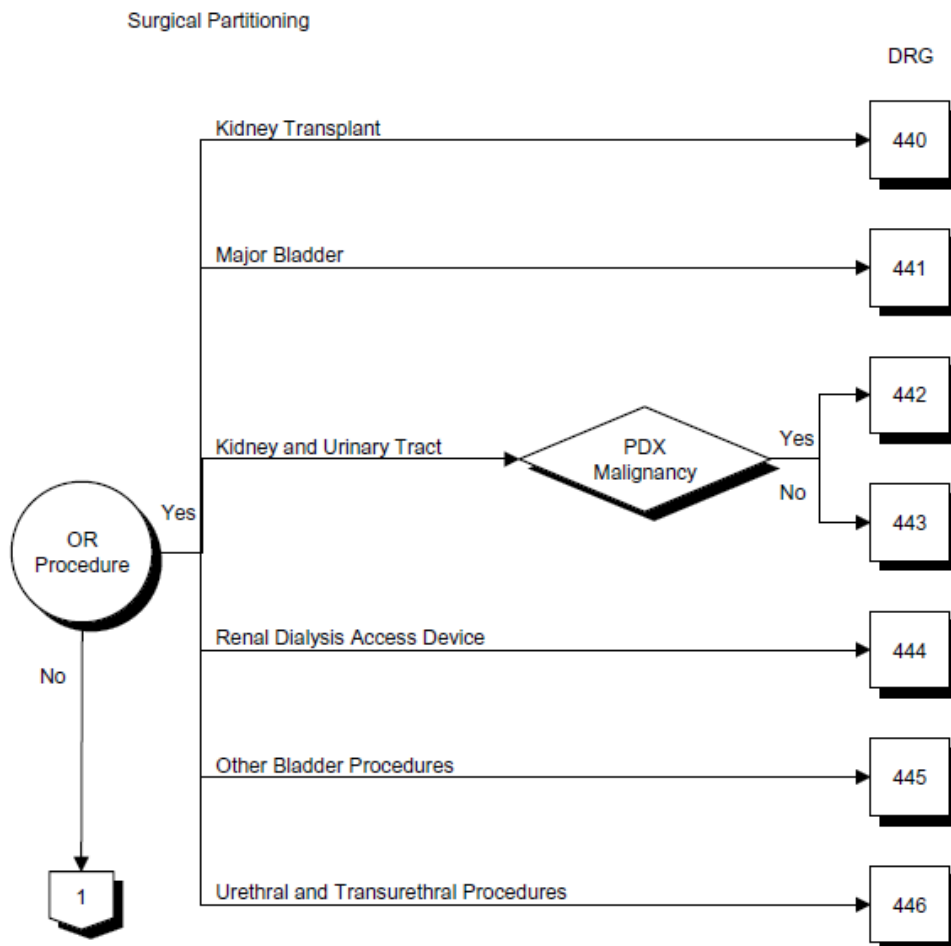 Surgical Partitioning
DRG
Kidney Transplant
440
Major Bladder
441
442
Kidney and Urinary Tract
PDX
Malignancy
Yes
No
443
Yes
OR
Procedure
Renal Dialysis Access Device
444
No
Other Bladder Procedures
445
Urethral and Transurethral Procedures
446
1